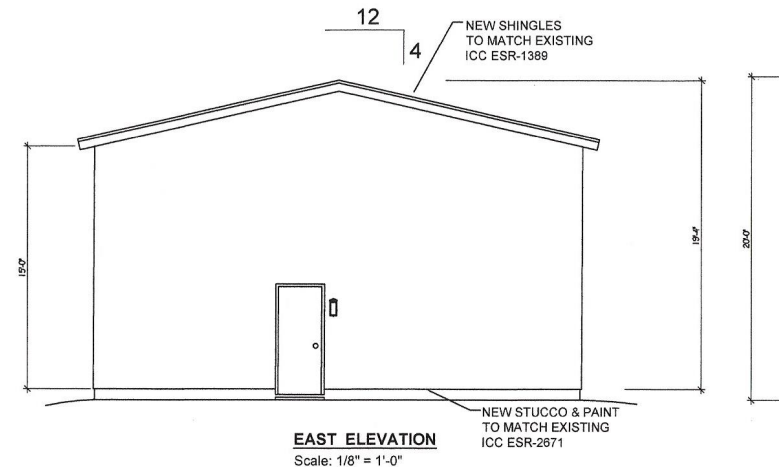 12
4
NEW SHINGLES
TO MATCH EXISTING
ICC ESR-1389
15'-0"
19'-4"
20'-0"
NEW STUCCO & PAINT
TO MATCH EXISTING
ICC ESR-2671
EAST ELEVATION
Scale: 1/8" = 1'-0"